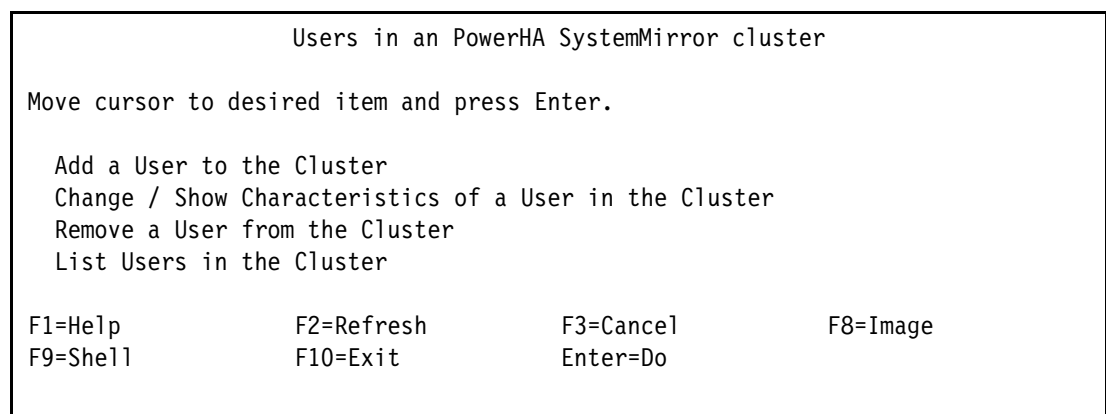 Users in an PowerHA SystemMirror cluster
Move cursor to desired item and press Enter.
Add a User to the Cluster
Change / Show Characteristics of a User in the Cluster
Remove a User from the Cluster
List Users in the Cluster
F1=Help F2=Refresh F3=Cancel F8=Image
F9=Shell F10=Exit Enter=Do